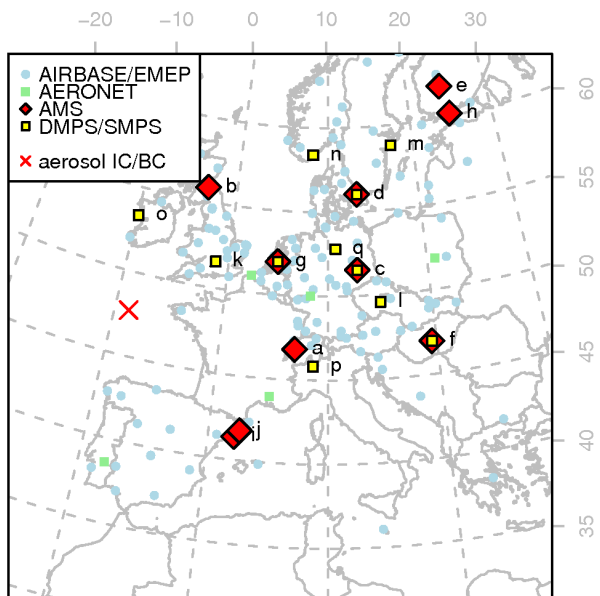 −20 −10 0 10 20 30
AIRBASE/EMEP
AERONET
AMS
DMPS/SMPS
aerosol IC/BC
60
55
50
45
40
35
e
h
m
n
b
d
o
k
g
q
c
l
f
a
p
j
i